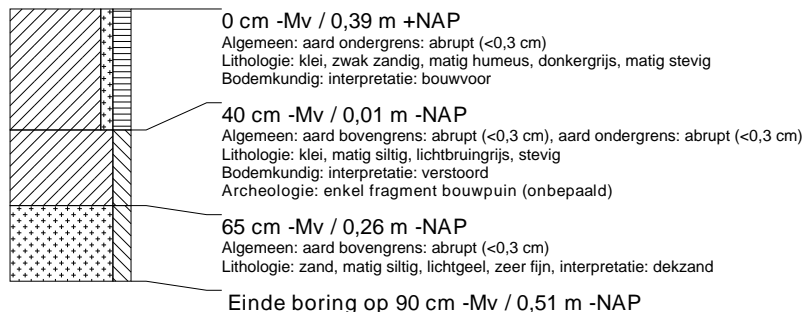 0 cm -Mv / 0,39 m +NAP
Algemeen: aard ondergrens: abrupt (<0,3 cm)
Lithologie: klei, zwak zandig, matig humeus, donkergrijs, matig stevig
Bodemkundig: interpretatie: bouwvoor
40 cm -Mv / 0,01 m -NAP
Algemeen: aard bovengrens: abrupt (<0,3 cm), aard ondergrens: abrupt (<0,3 cm)
Lithologie: klei, matig siltig, lichtbruingrijs, stevig
Bodemkundig: interpretatie: verstoord
Archeologie: enkel fragment bouwpuin (onbepaald)
65 cm -Mv / 0,26 m -NAP
Algemeen: aard bovengrens: abrupt (<0,3 cm)
Lithologie: zand, matig siltig, lichtgeel, zeer fijn, interpretatie: dekzand
Einde boring op 90 cm -Mv / 0,51 m -NAP